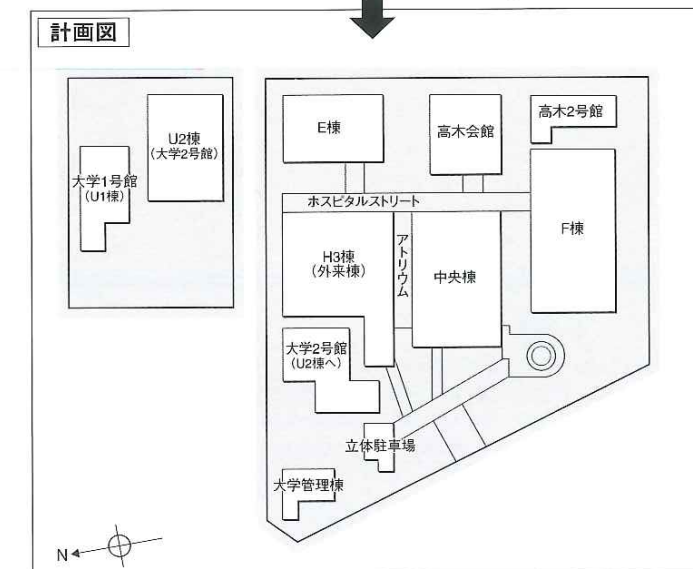 計画図
U2棟
(大学2号館)
大学1号館
(U1棟)
E棟
高木会館
高木2号館
ホスピタルストリート
F棟
H3棟
(外来棟)
アトリウム
中央棟
大学2号館
(U2棟へ)
立体駐車場
大学管理棟
N